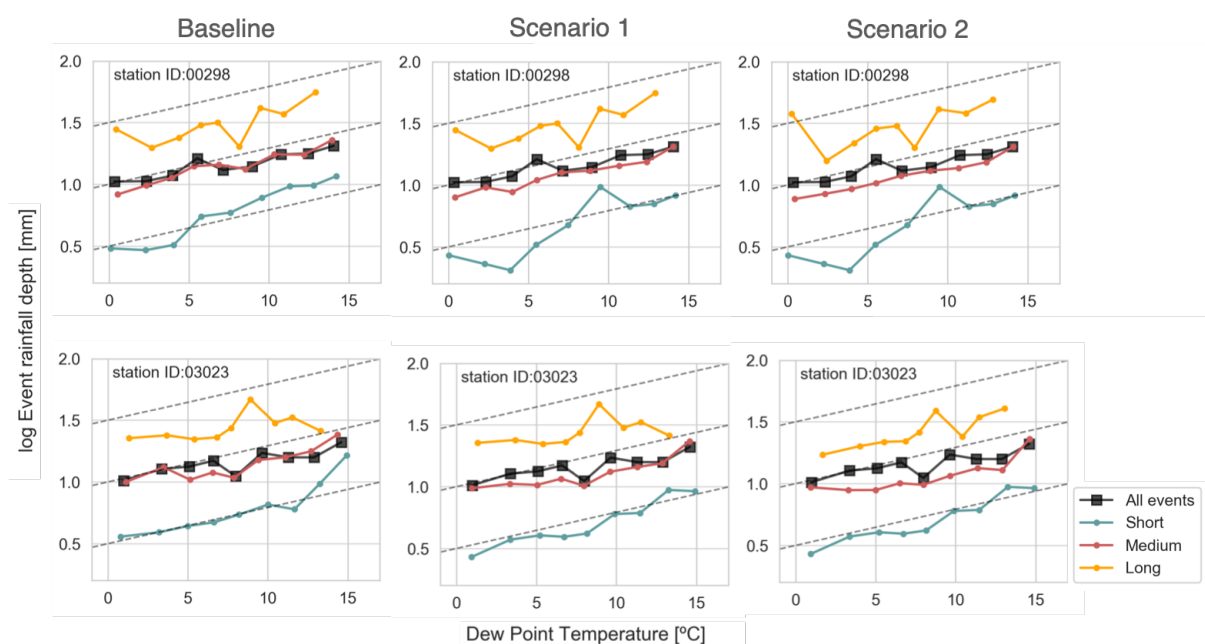 Baseline
Scenario 1
Scenario 2
log Event rainfall depth [mm]
2.0
1.5
1.0
0.5
station ID:00298
0 5 10 15
2.0
1.5
1.0
0.5
station ID:00298
0 5 10 15
2.0
1.5
1.0
0.5
station ID:00298
0 5 10 15
2.0
1.5
1.0
0.5
station ID:03023
0 5 10 15
2.0
1.5
1.0
0.5
station ID:03023
0 5 10 15
2.0
1.5
1.0
0.5
station ID:03023
0 5 10 15
All events
Short
Medium
Long
Dew Point Temperature [ºC]